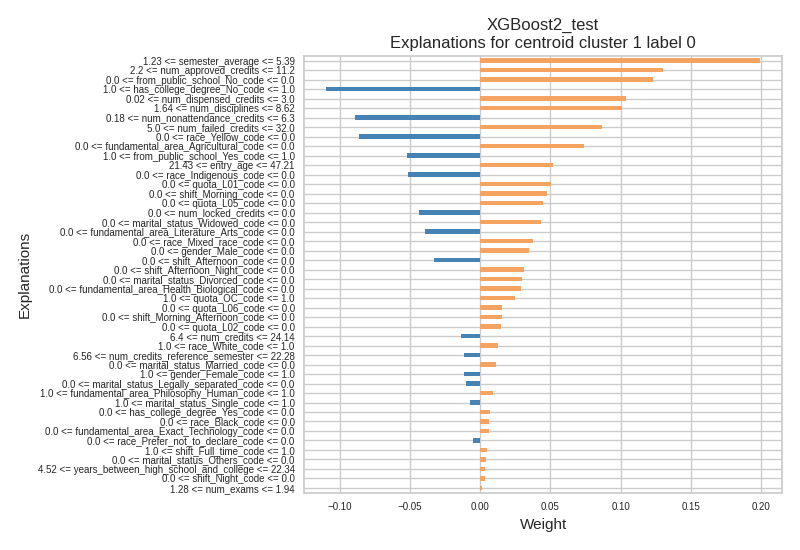 XGBoost2_test
Explanations for centroid cluster 1 label 0
Explanations
1.23 <= semester_average <= 5.39
2.2 <= num_approved_credits <= 11.2
0.0 <= from_public_school_No_code <= 0.0
1.0 <= has_college_degree_No_code <= 1.0
0.02 <= num_dispensed_credits <= 3.0
1.64 <= num_disciplines <= 8.62
0.18 <= num_nonattendance_credits <= 6.3
5.0 <= num_failed_credits <= 32.0
0.0 <= race_Yellow_code <= 0.0
0.0 <= fundamental_area_Agricultural_code <= 0.0
1.0 <= from_public_school_Yes_code <= 1.0
21.43 <= entry_age <= 47.21
0.0 <= race_Indigenous_code <= 0.0
0.0 <= quota_L01_code <= 0.0
0.0 <= shift_Morning_code <= 0.0
0.0 <= quota_L05_code <= 0.0
0.0 <= num_locked_credits <= 0.0
0.0 <= marital_status_Widowed_code <= 0.0
0.0 <= fundamental_area_Literature_Arts_code <= 0.0
0.0 <= race_Mixed_race_code <= 0.0
0.0 <= gender_Male_code <= 0.0
0.0 <= shift_Afternoon_code <= 0.0
0.0 <= shift_Afternoon_Night_code <= 0.0
0.0 <= marital_status_Divorced_code <= 0.0
0.0 <= fundamental_area_Health_Biological_code <= 0.0
1.0 <= quota_OC_code <= 1.0
0.0 <= quota_L06_code <= 0.0
0.0 <= shift_Morning_Afternoon_code <= 0.0
0.0 <= quota_L02_code <= 0.0
6.4 <= num_credits <= 24.14
1.0 <= race_White_code <= 1.0
6.56 <= num_credits_reference_semester <= 22.28
0.0 <= marital_status_Married_code <= 0.0
1.0 <= gender_Female_code <= 1.0
0.0 <= marital_status_Legally_separated_code <= 0.0
1.0 <= fundamental_area_Philosophy_Human_code <= 1.0
1.0 <= marital_status_Single_code <= 1.0
0.0 <= has_college_degree_Yes_code <= 0.0
0.0 <= race_Black_code <= 0.0
0.0 <= fundamental_area_Exact_Technology_code <= 0.0
0.0 <= race_Prefer_not_to_declare_code <= 0.0
1.0 <= shift_Full_time_code <= 1.0
0.0 <= marital_status_Others_code <= 0.0
4.52 <= years_between_high_school_and_college <= 22.34
0.0 <= shift_Night_code <= 0.0
1.28 <= num_exams <= 1.94
−0.10 −0.05 0.00 0.05 0.10 0.15 0.20
Weight